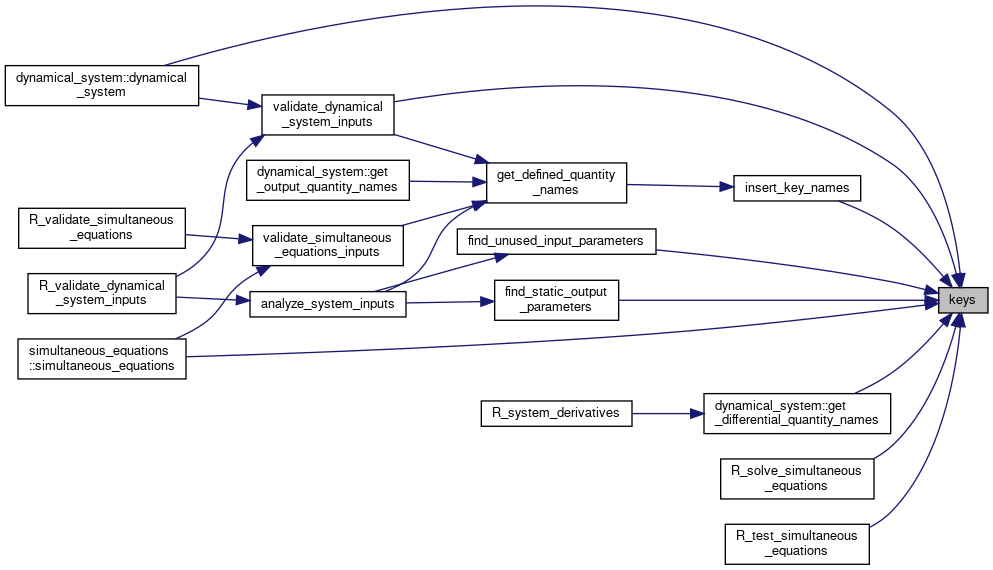 dynamical_system::dynamical
_system
validate_dynamical
_system_inputs
dynamical_system::get
_output_quantity_names
get_defined_quantity
_names
insert_key_names
R_validate_simultaneous
_equations
validate_simultaneous
_equations_inputs
find_unused_input_parameters
R_validate_dynamical
_system_inputs
analyze_system_inputs
find_static_output
_parameters
keys
simultaneous_equations
::simultaneous_equations
R_system_derivatives
dynamical_system::get
_differential_quantity_names
R_solve_simultaneous
_equations
R_test_simultaneous
_equations